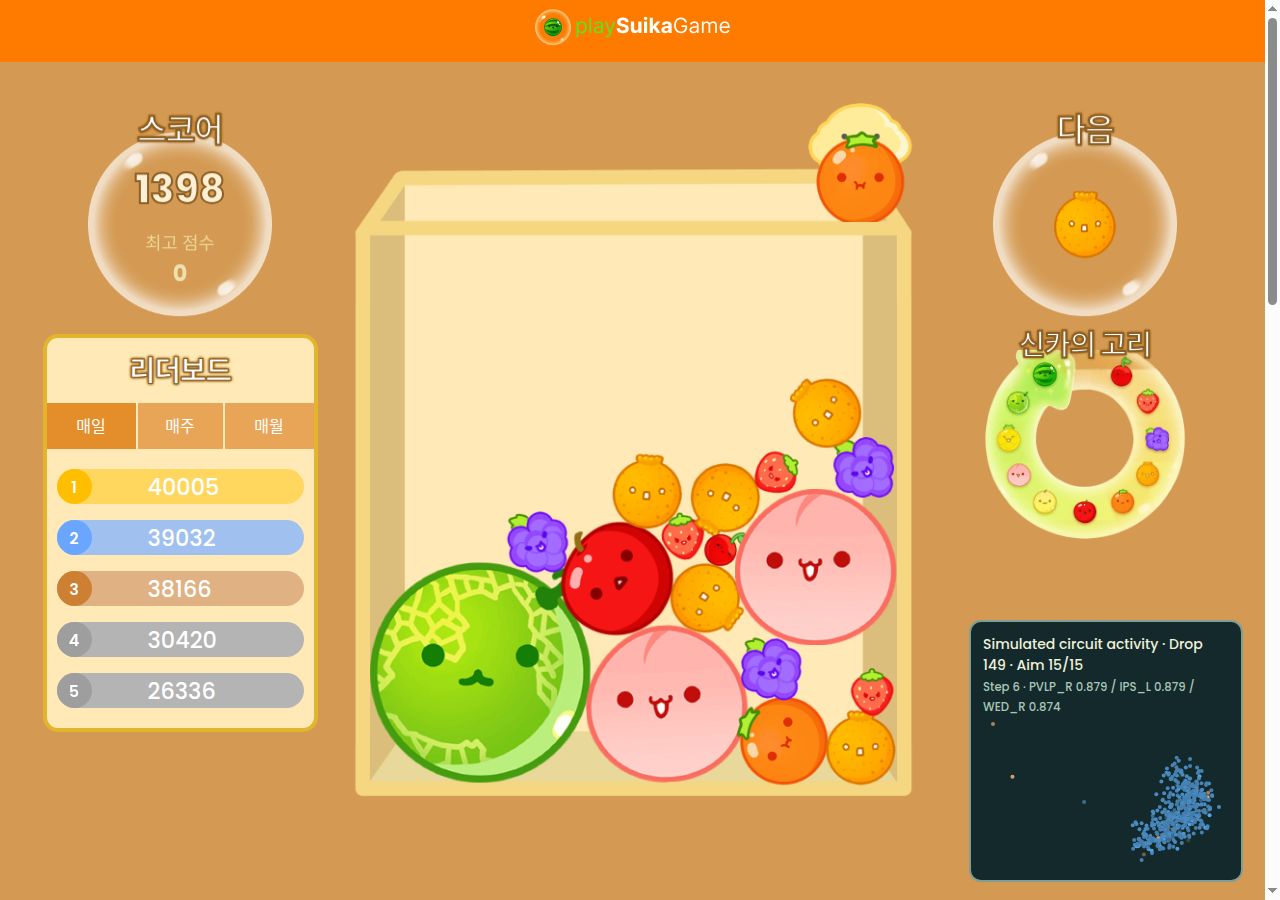 playSuikaGame
스코어
1398
최고 점수
0
리더보드
매일 매주 매월
1 40005
2 39032
3 38166
4 30420
5 26336
다음
신카의 고리
Simulated circuit activity · Drop
149 · Aim 15/15
Step 6 · PVLP_R 0.879 / IPS_L 0.879 /
WED_R 0.874